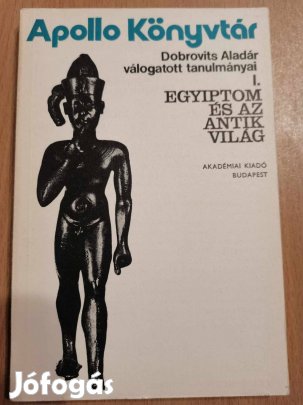 Apollo Könyvtár
Dobrovits Aladár
válogatott tanulmányai
I.
EGYIPTOM
ÉS AZ
ANTIK
VILÁG
AKADÉMIAI KIADÓ
BUDAPEST
Jófogás